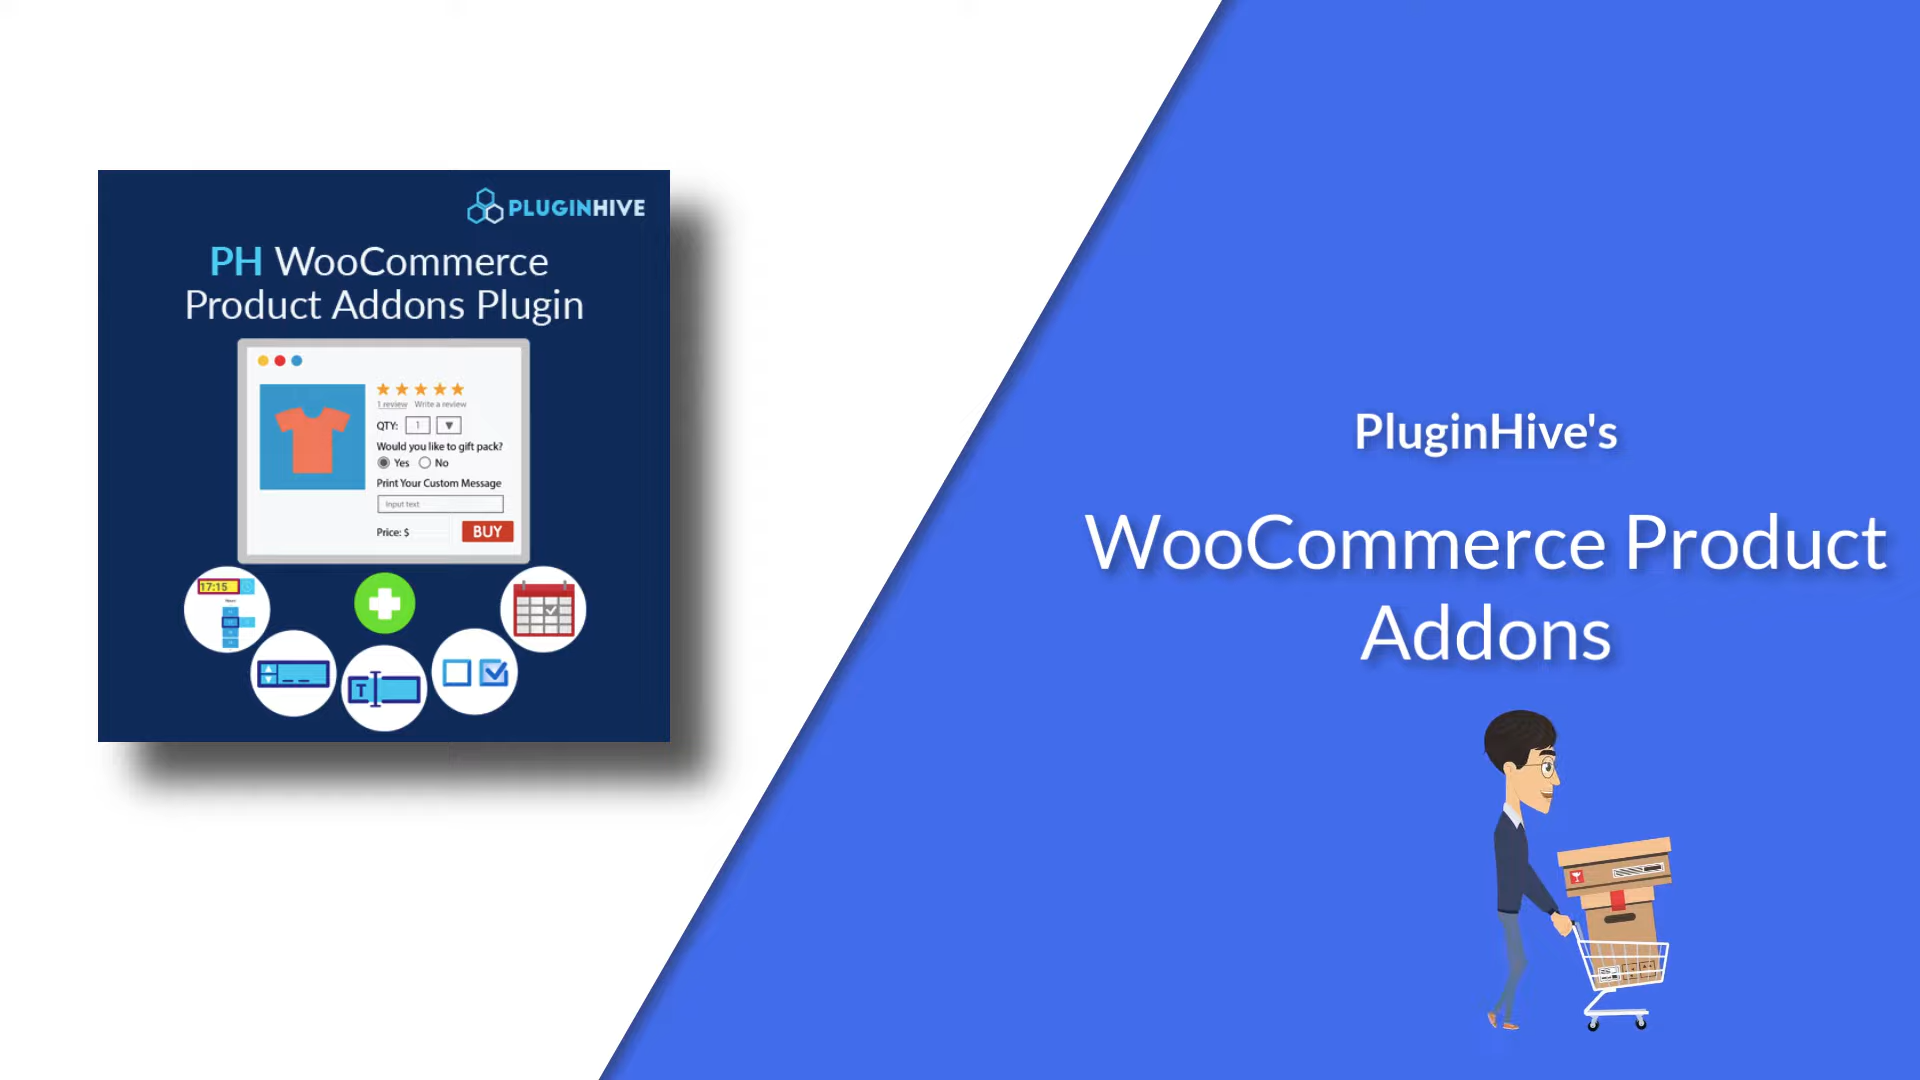 PLUGINHIVE
PH WooCommerce
Product Addons Plugin
1 review Write a review
QTY: 1
Would you like to gift pack?
Yes No
Print Your Custom Message
Input text
Price: $ BUY
17:15
T
PluginHive's
WooCommerce Product
Addons